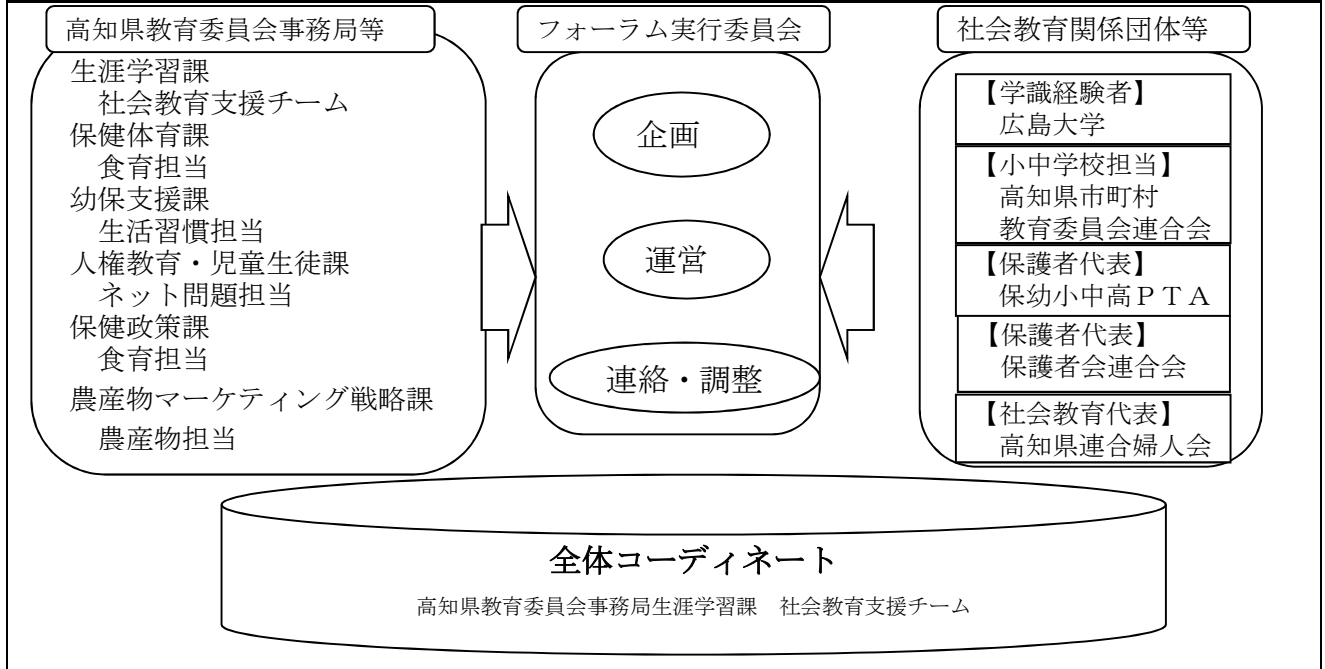 高知県教育委員会事務局等
生涯学習課
社会教育支援チーム
保健体育課
食育担当
幼保支援課
生活習慣担当
人権教育・児童生徒課
ネット問題担当
保健政策課
食育担当
農産物マーケティング戦略課
農産物担当
フォーラム実行委員会
企画
運営
連絡・調整
社会教育関係団体等
【学識経験者】
広島大学
【小中学校担当】
高知県市町村
教育委員会連合会
【保護者代表】
保幼小中高ＰＴＡ
【保護者代表】
保護者会連合会
【社会教育代表】
高知県連合婦人会
全体コーディネート
高知県教育委員会事務局生涯学習課　社会教育支援チーム